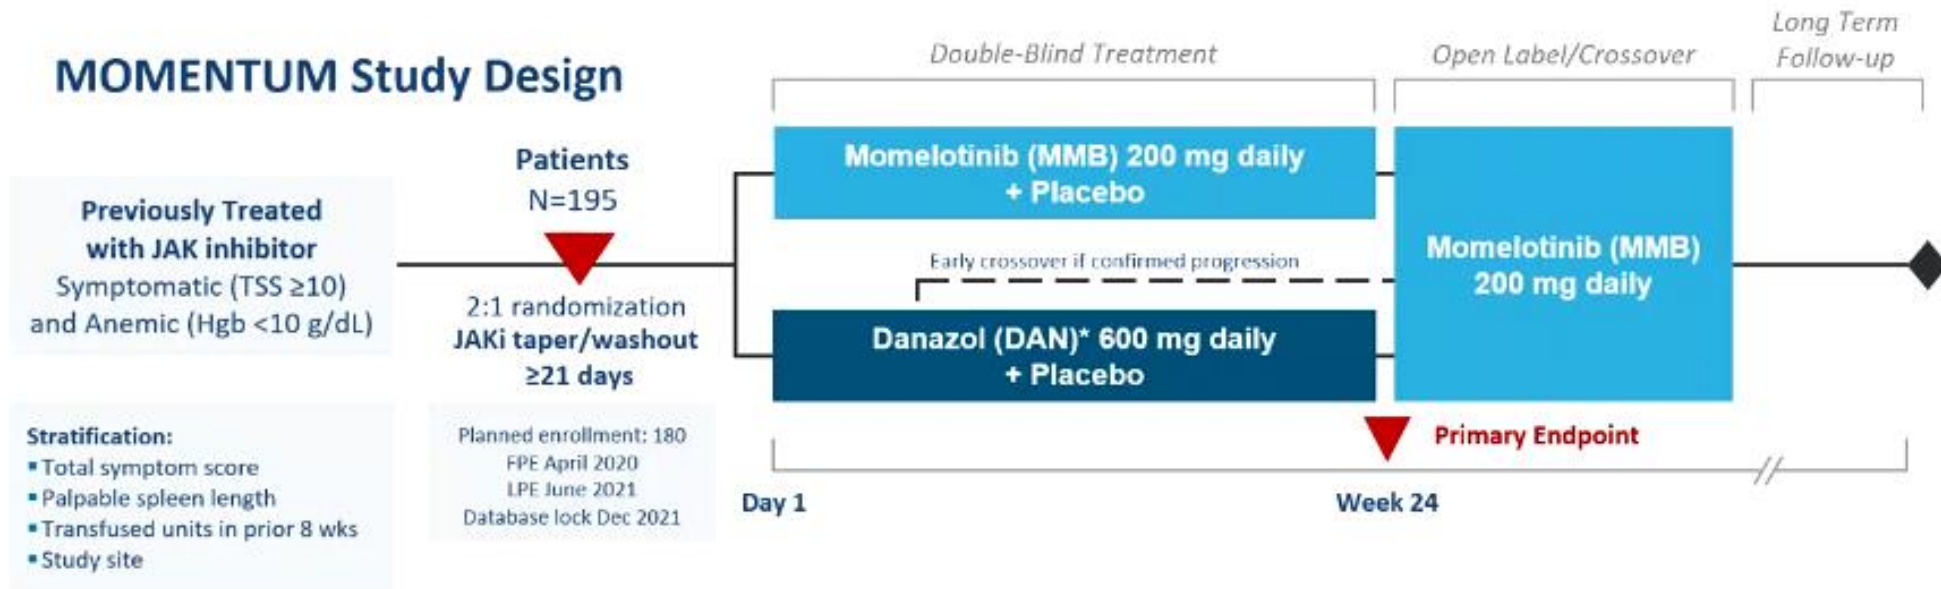 MOMENTUM Study Design
Previously Treated
with JAK inhibitor
Symptomatic (TSS ≥10)
and Anemic (Hgb <10 g/dL)
Stratification:
▪ Total symptom score
▪ Palpable spleen length
▪ Transfused units in prior 8 wks
▪ Study site
Patients
N=195
2:1 randomization
JAKi taper/washout
≥21 days
Planned enrollment: 180
FPE April 2020
LPE June 2021
Database lock Dec 2021
Double-Blind Treatment
Momelotinib (MMB) 200 mg daily
+ Placebo
Early crossover if confirmed progression
Danazol (DAN)* 600 mg daily
+ Placebo
Open Label/Crossover
Momelotinib (MMB)
200 mg daily
Long Term
Follow-up
Primary Endpoint
Day 1
Week 24